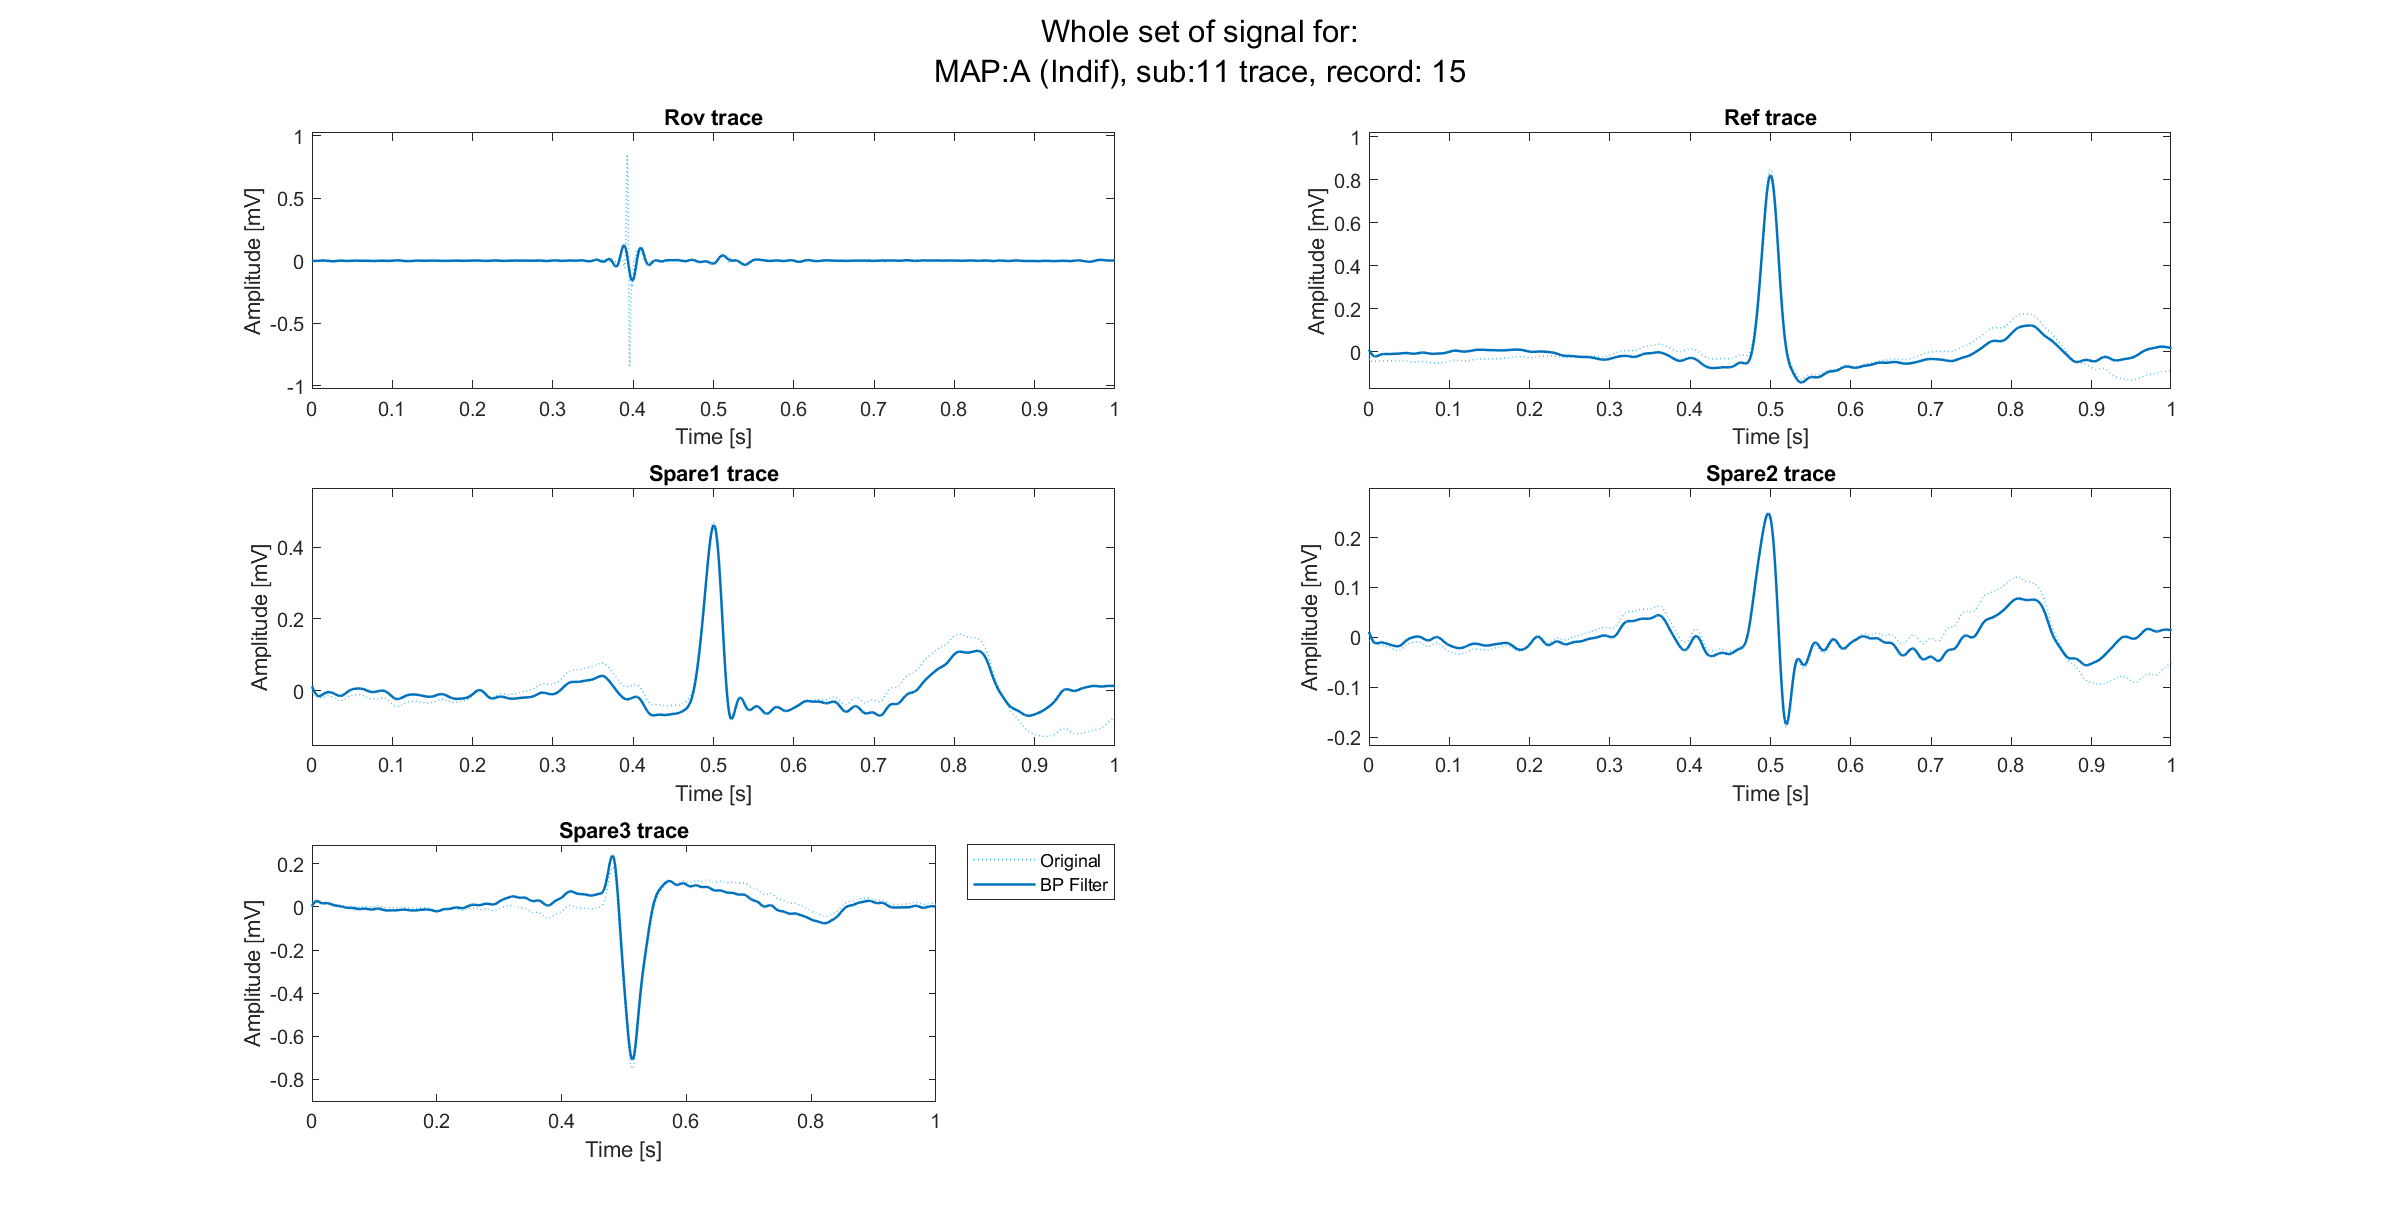 Whole set of signal for:
MAP:A (Indif), sub:11 trace, record: 15
Rov trace
Amplitude [mV]
1
0.5
0
-0.5
-1
0 0.1 0.2 0.3 0.4 0.5 0.6 0.7 0.8 0.9 1
Time [s]
Ref trace
Amplitude [mV]
1
0.8
0.6
0.4
0.2
0
0 0.1 0.2 0.3 0.4 0.5 0.6 0.7 0.8 0.9 1
Time [s]
Spare1 trace
Amplitude [mV]
0.4
0.2
0
0 0.1 0.2 0.3 0.4 0.5 0.6 0.7 0.8 0.9 1
Time [s]
Spare2 trace
Amplitude [mV]
0.2
0.1
0
-0.1
-0.2
0 0.1 0.2 0.3 0.4 0.5 0.6 0.7 0.8 0.9 1
Time [s]
Spare3 trace
Amplitude [mV]
0.2
0
-0.2
-0.4
-0.6
-0.8
0 0.2 0.4 0.6 0.8 1
Time [s]
Original
BP Filter